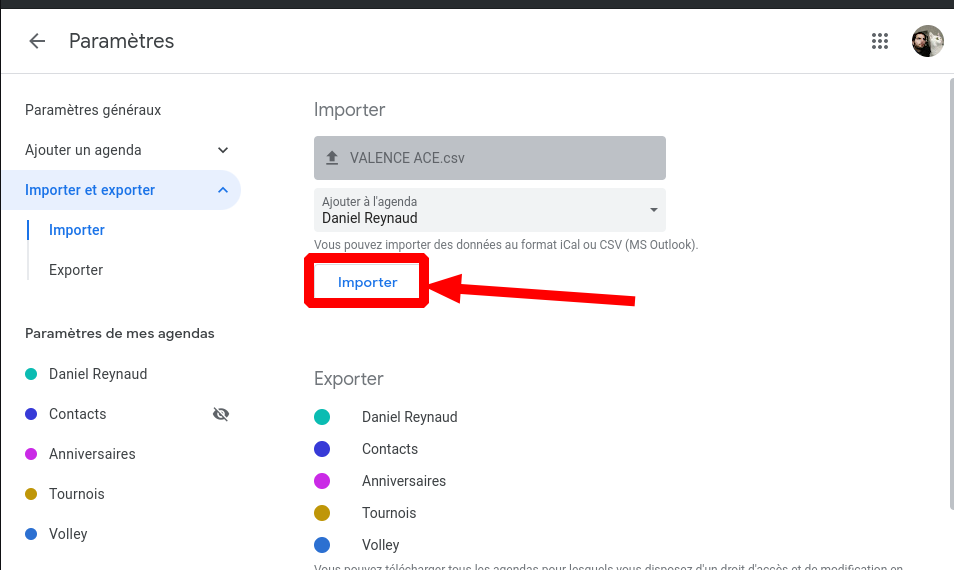 Paramètres
Paramètres généraux
Ajouter un agenda
Importer et exporter
Importer
Exporter
Paramètres de mes agendas
Daniel Reynaud
Contacts
Anniversaires
Tournois
Volley
Importer
VALENCE ACE.csv
Ajouter à l'agenda
Daniel Reynaud
Vous pouvez importer des données au format iCal ou CSV (MS Outlook).
Importer
Exporter
Daniel Reynaud
Contacts
Anniversaires
Tournois
Volley
Vous pouvez télécharger tous les agendas pour lesquels vous disposez d'un droit d'accès et de modification en